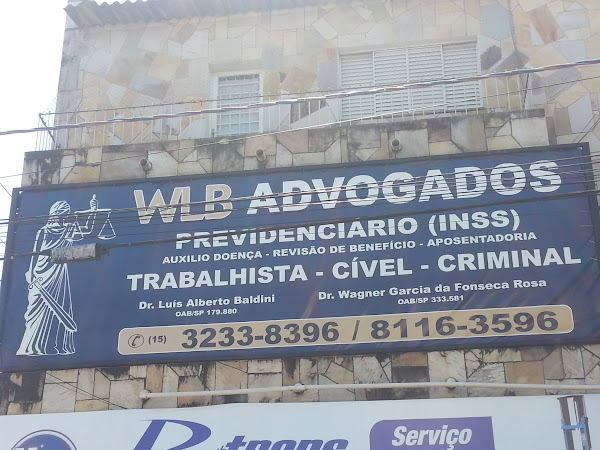 WLB ADVOGADOS
PREVIDENCIARIO (INSS)
AUXILIO DOENÇA - REVISÃO DE BENEFÍCIO - APOSENTADORIA
TRABALHISTA - CÍVEL - CRIMINAL
Dr. Luís Alberto Baldini Dr. Wagner Garcia da Fonseca Rosa
OAB/SP 179.880 OAB/SP 333.581
(15) 3233-8396 / 8116-3596
Serviço